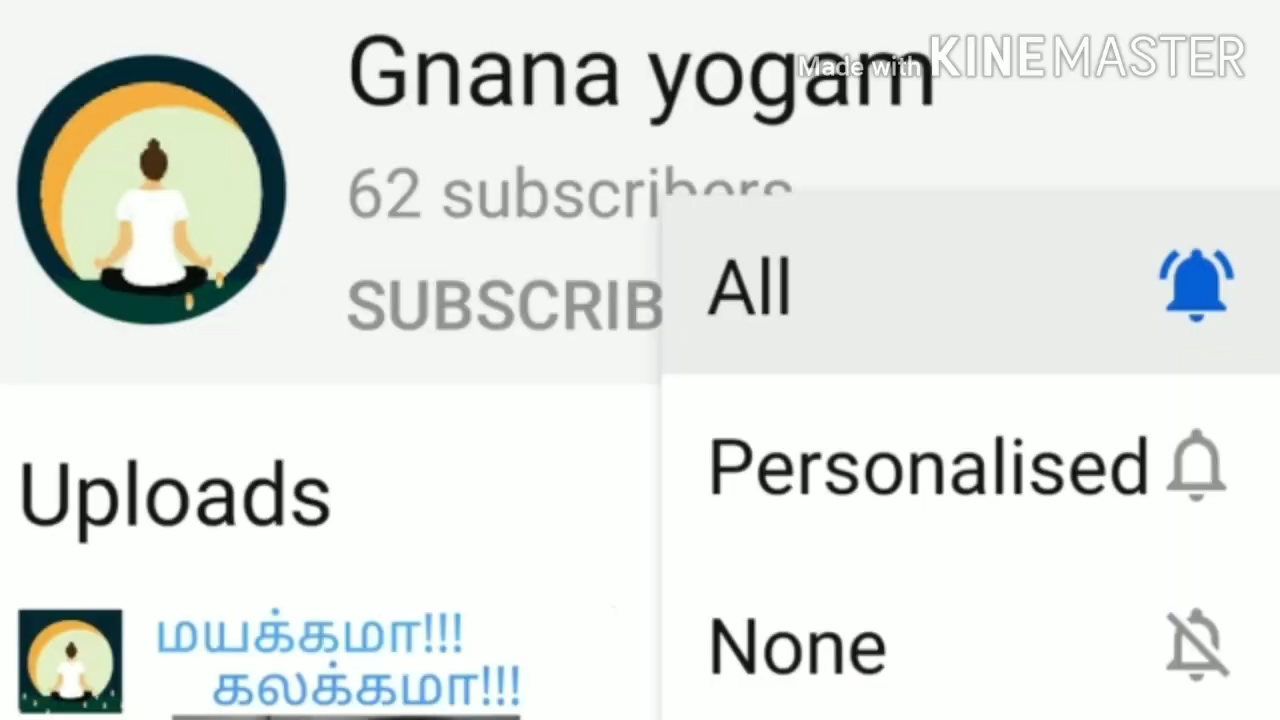 Gnana yogam
Made with KINEMASTER
62 subscribers
SUBSCRIB
All
Personalised
None
Uploads
மயக்கமா!!!
கலக்கமா!!!